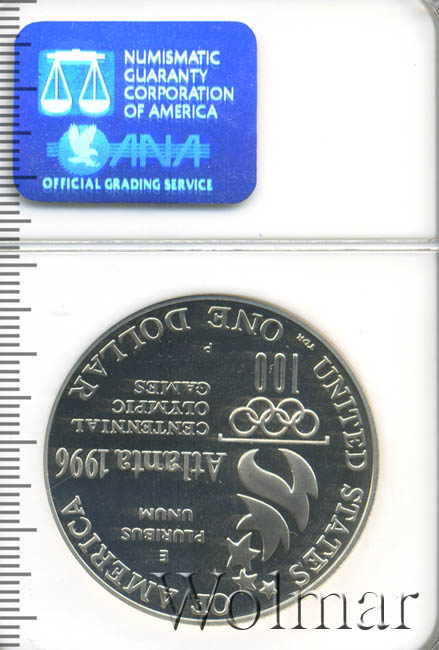 NUMISMATIC
GUARANTY
CORPORATION
OF AMERICA
ANA
OFFICIAL GRADING SERVICE
UNITED STATES OF AMERICA
E
PLURIBUS
UNUM
Atlanta 1996
CENTENNIAL
OLYMPIC
GAMES
100
P
TDR
ONE DOLLAR
Wolmar